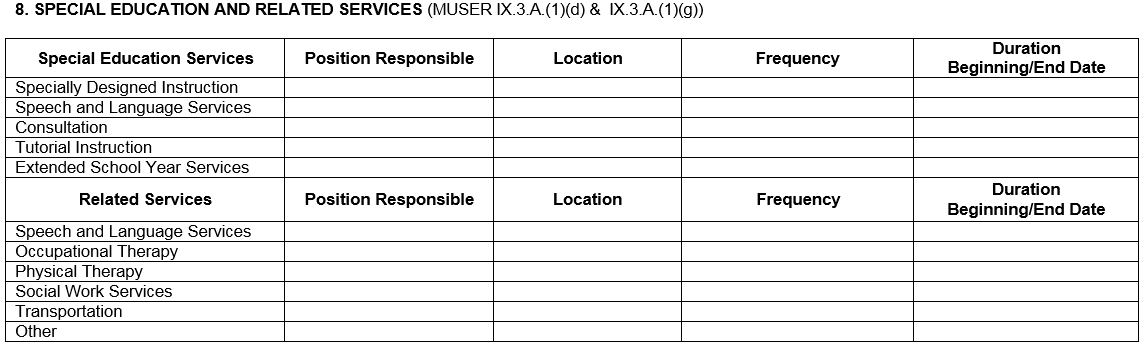 8. SPECIAL EDUCATION AND RELATED SERVICES (MUSER IX.3.A.(1)(d) & IX.3.A.(1)(g))
Special Education Services Position Responsible Location Frequency Duration Beginning/End Date
Specially Designed Instruction
Speech and Language Services
Consultation
Tutorial Instruction
Extended School Year Services
Related Services Position Responsible Location Frequency Duration Beginning/End Date
Speech and Language Services
Occupational Therapy
Physical Therapy
Social Work Services
Transportation
Other